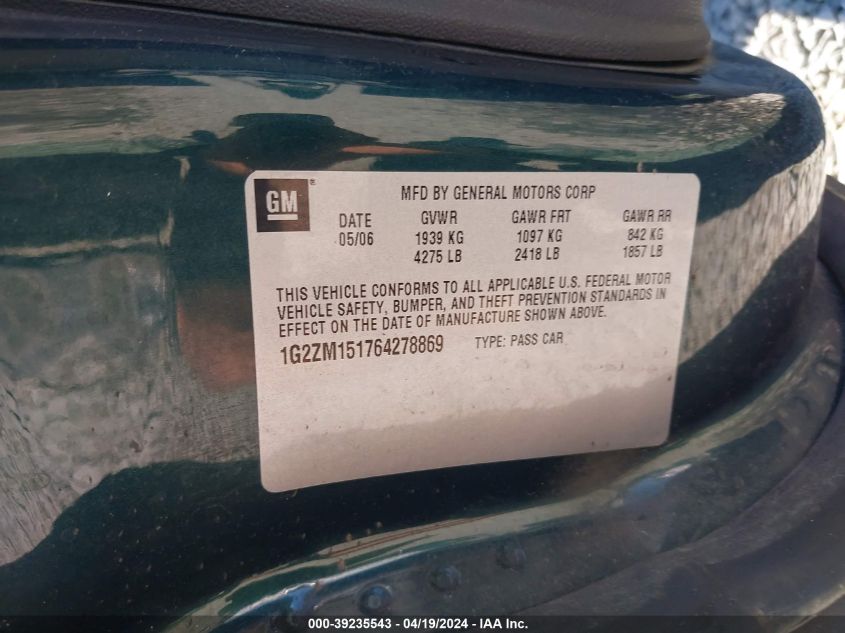 GM ®
MFD BY GENERAL MOTORS CORP
DATE GVWR GAWR FRT GAWR RR
05/06 1939 KG 1097 KG 842 KG
4275 LB 2418 LB 1857 LB
THIS VEHICLE CONFORMS TO ALL APPLICABLE U.S. FEDERAL MOTOR
VEHICLE SAFETY, BUMPER, AND THEFT PREVENTION STANDARDS IN
EFFECT ON THE DATE OF MANUFACTURE SHOWN ABOVE.
1G2ZM151764278869 TYPE: PASS CAR
000-39235543 / 04/19/2024 - IAA Inc.